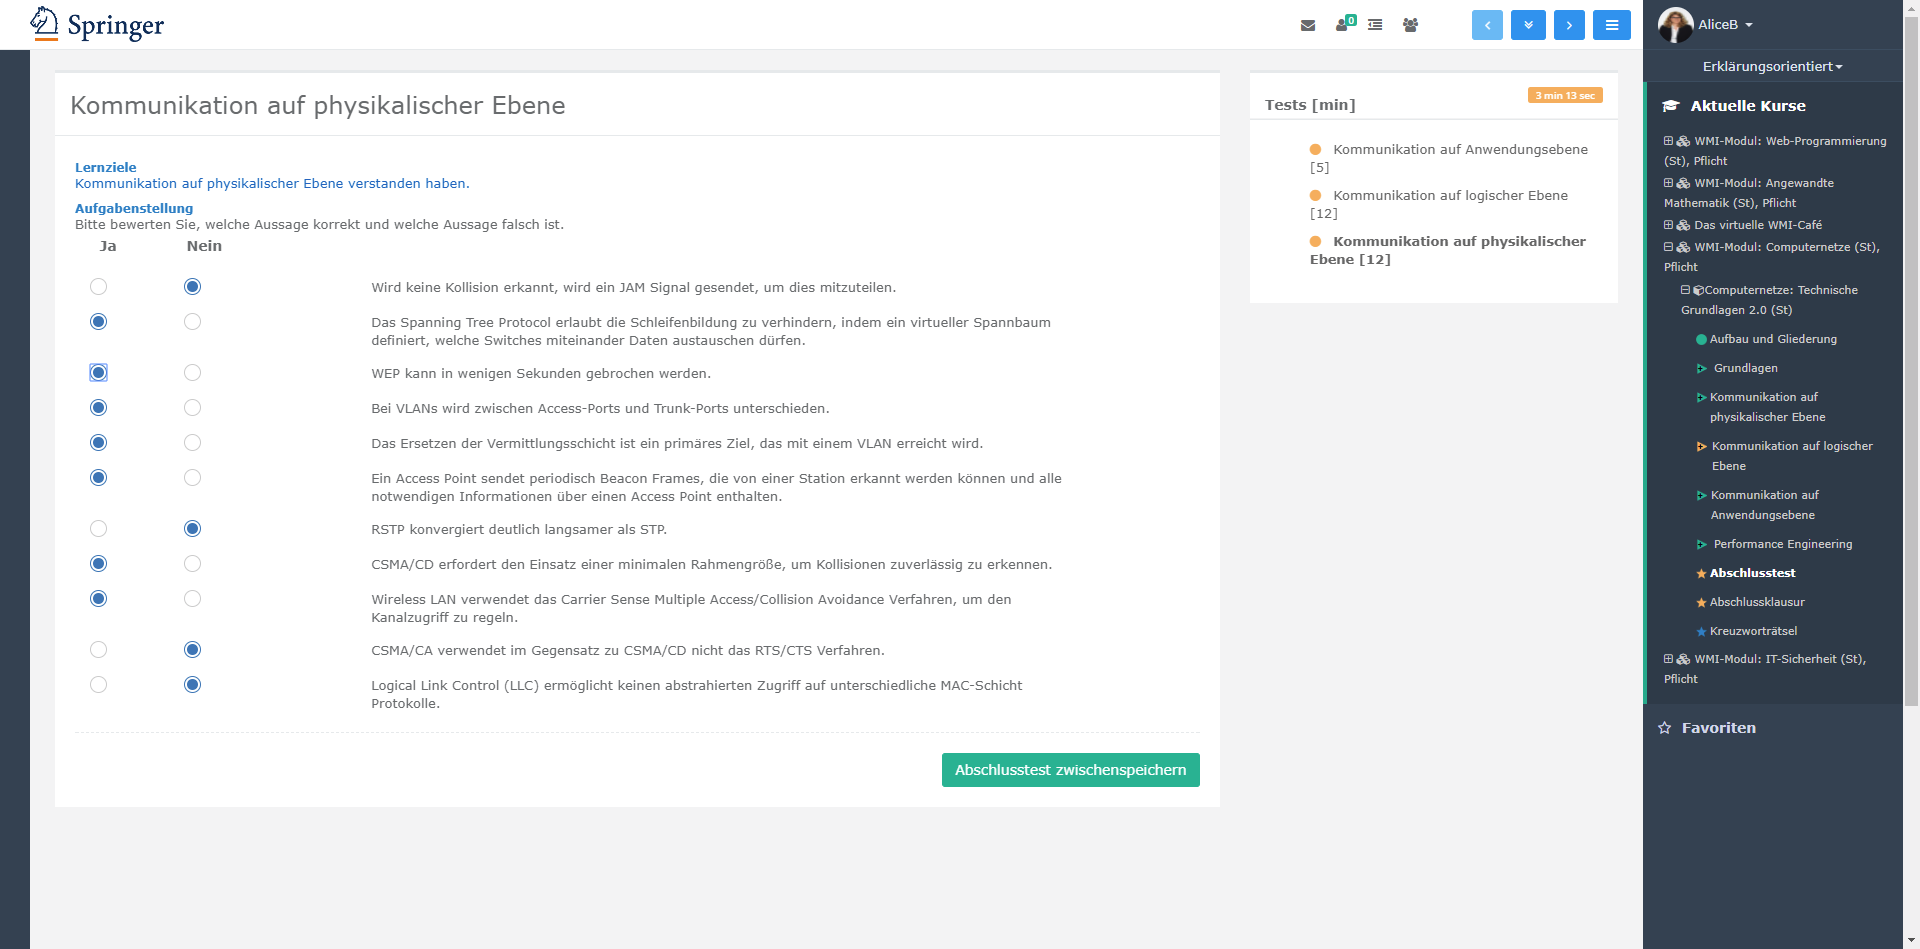 Springer
0
AliceB
Erklärungsorientiert
Kommunikation auf physikalischer Ebene
Lernziele
Kommunikation auf physikalischer Ebene verstanden haben.
Aufgabenstellung
Bitte bewerten Sie, welche Aussage korrekt und welche Aussage falsch ist.
Ja Nein
Wird keine Kollision erkannt, wird ein JAM Signal gesendet, um dies mitzuteilen.
Das Spanning Tree Protocol erlaubt die Schleifenbildung zu verhindern, indem ein virtueller Spannbaum
definiert, welche Switches miteinander Daten austauschen dürfen.
WEP kann in wenigen Sekunden gebrochen werden.
Bei VLANs wird zwischen Access-Ports und Trunk-Ports unterschieden.
Das Ersetzen der Vermittlungsschicht ist ein primäres Ziel, das mit einem VLAN erreicht wird.
Ein Access Point sendet periodisch Beacon Frames, die von einer Station erkannt werden können und alle
notwendigen Informationen über einen Access Point enthalten.
RSTP konvergiert deutlich langsamer als STP.
CSMA/CD erfordert den Einsatz einer minimalen Rahmengröße, um Kollisionen zuverlässig zu erkennen.
Wireless LAN verwendet das Carrier Sense Multiple Access/Collision Avoidance Verfahren, um den
Kanalzugriff zu regeln.
CSMA/CA verwendet im Gegensatz zu CSMA/CD nicht das RTS/CTS Verfahren.
Logical Link Control (LLC) ermöglicht keinen abstrahierten Zugriff auf unterschiedliche MAC-Schicht
Protokolle.
Abschlusstest zwischenspeichern
3 min 13 sec
Tests [min]
Kommunikation auf Anwendungsebene
[5]
Kommunikation auf logischer Ebene
[12]
Kommunikation auf physikalischer
Ebene [12]
Aktuelle Kurse
WMI-Modul: Web-Programmierung
(St), Pflicht
WMI-Modul: Angewandte
Mathematik (St), Pflicht
Das virtuelle WMI-Café
WMI-Modul: Computernetze (St),
Pflicht
Computernetze: Technische
Grundlagen 2.0 (St)
Aufbau und Gliederung
Grundlagen
Kommunikation auf
physikalischer Ebene
Kommunikation auf logischer
Ebene
Kommunikation auf
Anwendungsebene
Performance Engineering
Abschlusstest
Abschlussklausur
Kreuzworträtsel
WMI-Modul: IT-Sicherheit (St),
Pflicht
Favoriten